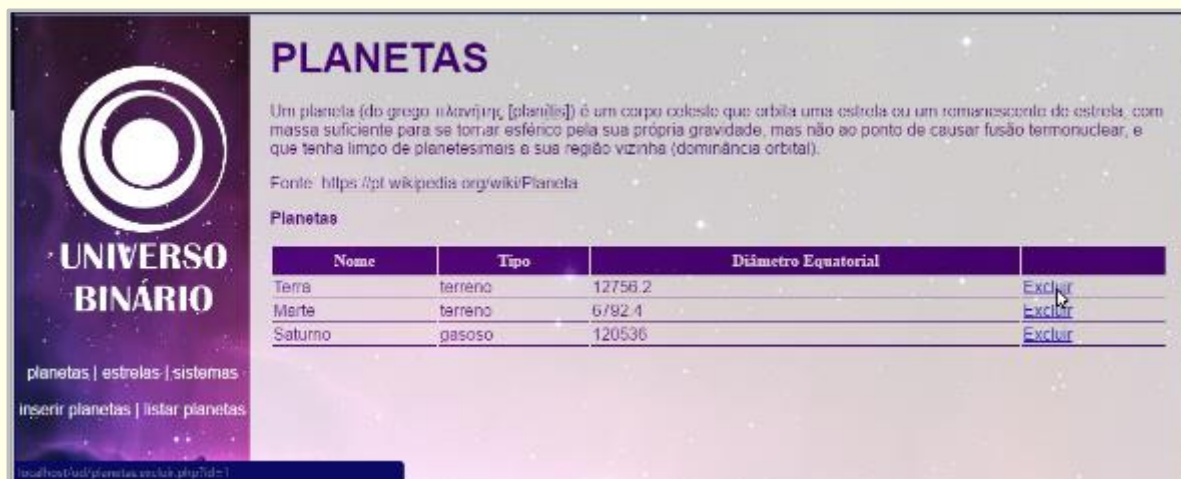 PLANETAS
Um planeta (do grego πλανήτης [planítis]) é um corpo celeste que orbita uma estrela ou um remanescente de estrela, com
massa suficiente para se tornar esférico pela sua própria gravidade, mas não ao ponto de causar fusão termonuclear, e
que tenha limpo de planetesimais a sua região vizinha (dominância orbital).
Fonte: https://pt.wikipedia.org/wiki/Planeta
Planetas
Nome Tipo Diâmetro Equatorial
Terra terreno 12756.2 Excluir
Marte terreno 6792.4 Excluir
Saturno gasoso 120536 Excluir
UNIVERSO
BINÁRIO
planetas | estrelas | sistemas
inserir planetas | listar planetas